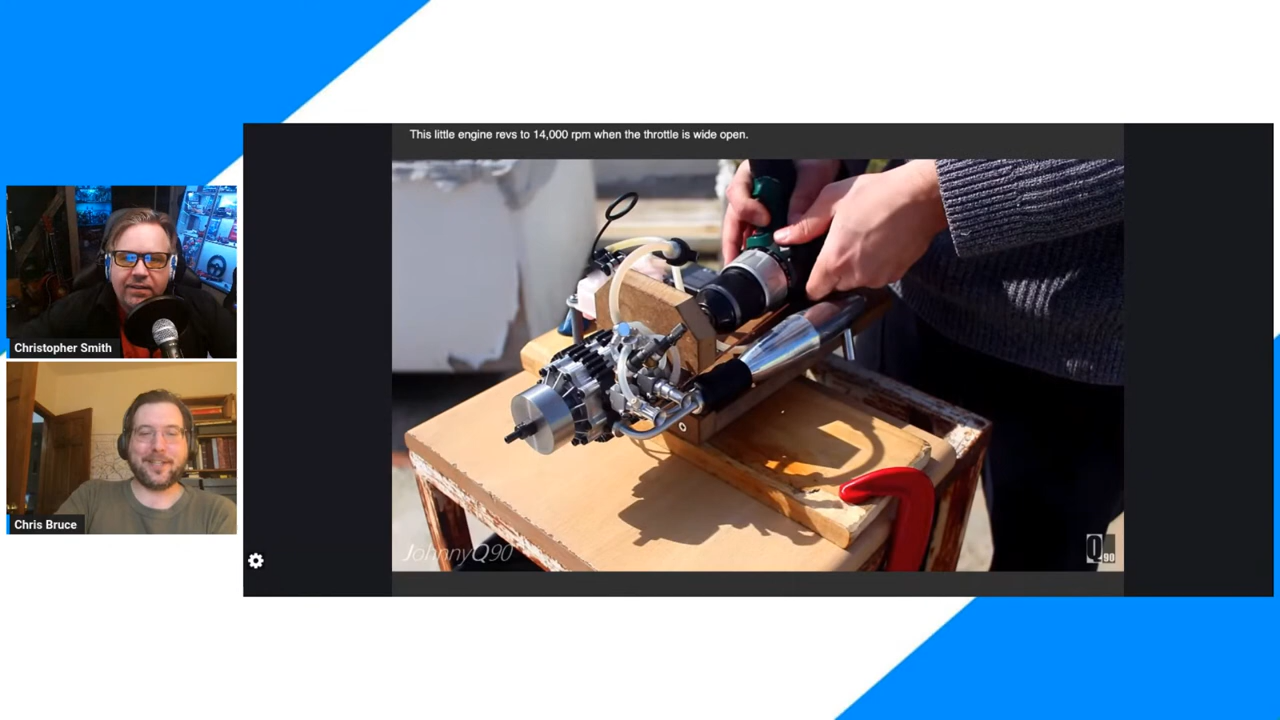 This little engine revs to 14,000 rpm when the throttle is wide open.
Christopher Smith
Chris Bruce
JohnnyQ90
Q
90